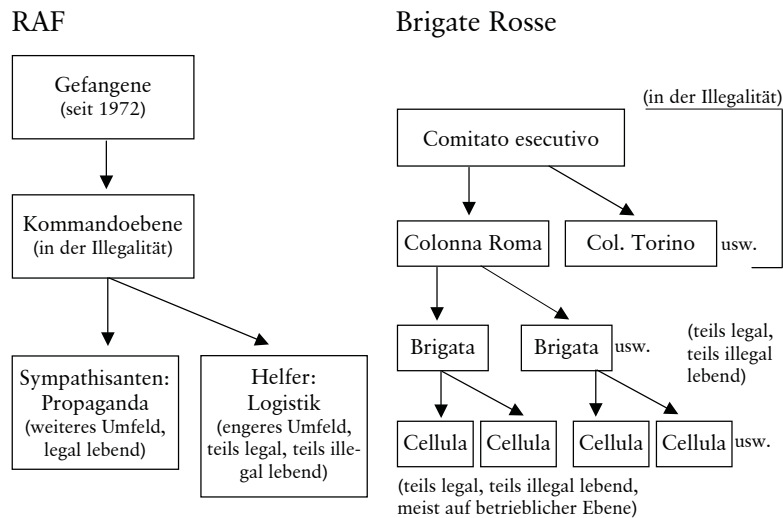 RAF
Gefangene
(seit 1972)
Kommandoebene
(in der Illegalität)
Sympathisanten:
Propaganda
(weiteres Umfeld,
legal lebend)
Helfer:
Logistik
(engeres Umfeld,
teils legal, teils ille-
gal lebend)
Brigate Rosse
(in der Illegalität)
Comitato esecutivo
Colonna Roma
Col. Torino
usw.
Brigata
Brigata
usw.
(teils legal,
teils illegal
lebend)
Cellula
Cellula
Cellula
Cellula
usw.
(teils legal, teils illegal lebend,
meist auf betrieblicher Ebene)